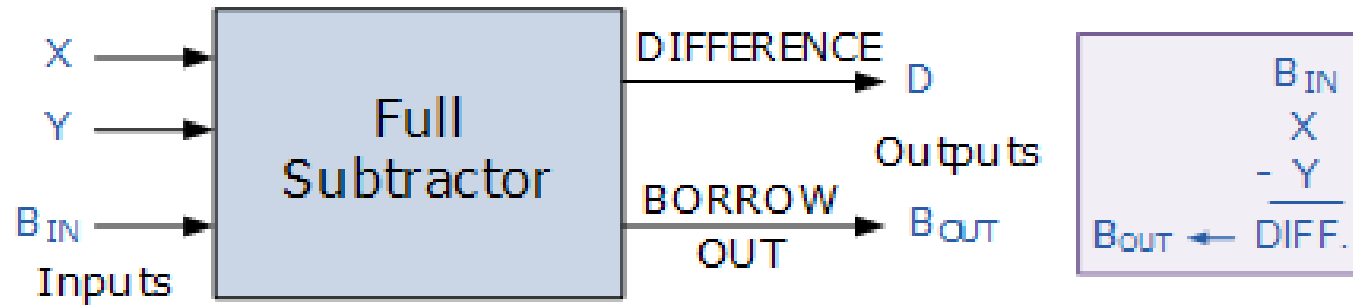 X
Y
B IN
Inputs
Full
Subtractor
DIFFERENCE
D
Outputs
BORROW
OUT
B OUT
B IN
X
- Y
B OUT ← DIFF.